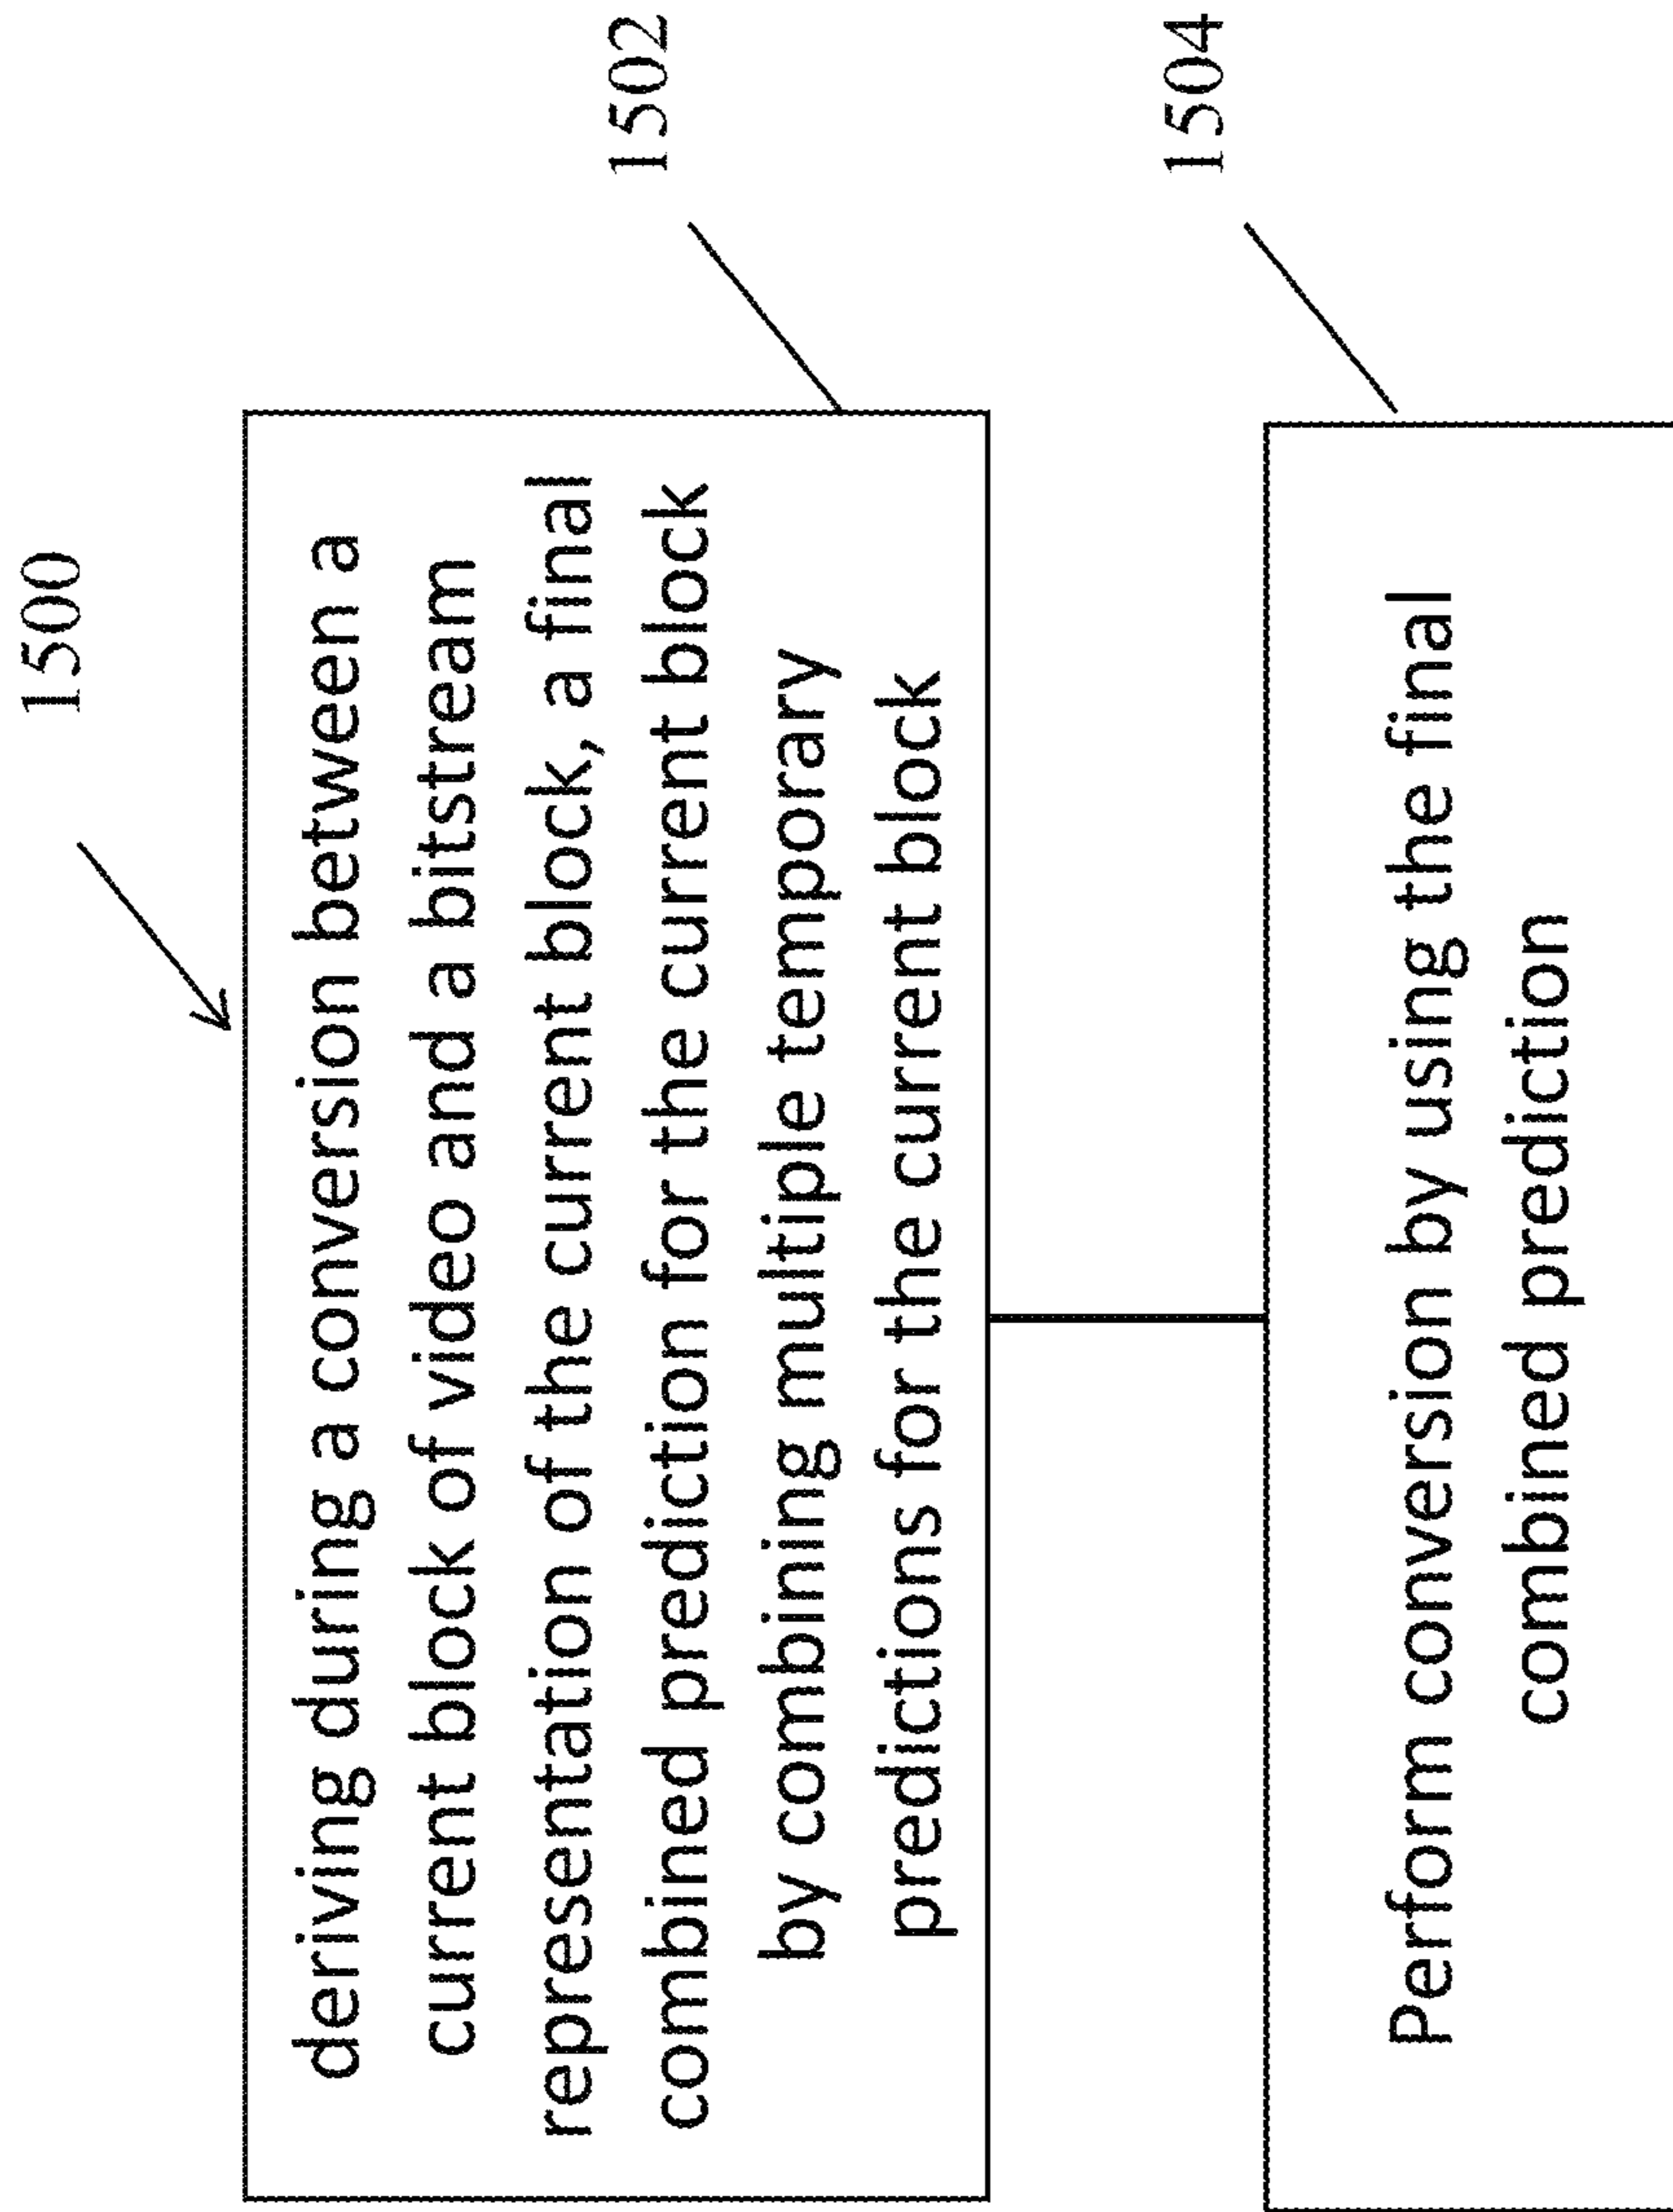 1500
deriving during a conversion between a
current block of video and a bitstream
representation of the current block, a final
combined prediction for the current block
by combining multiple temporary
predictions for the current block
1502
Perform conversion by using the final
combined prediction
1504